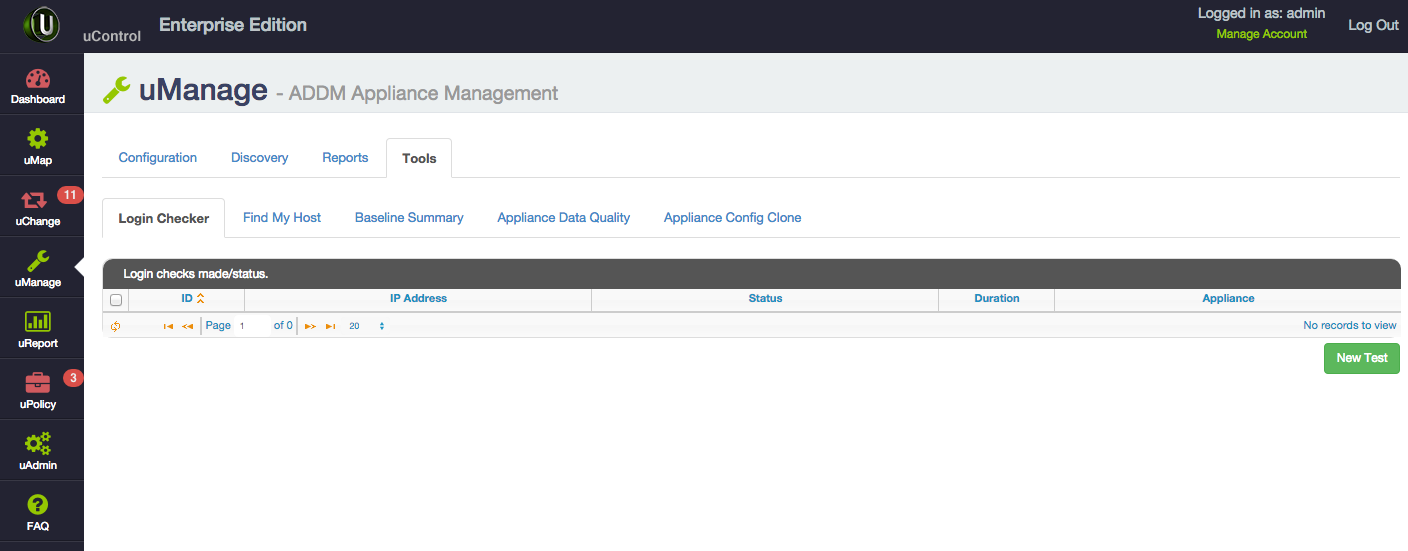 U
uControl
Enterprise Edition
Logged in as: admin
Manage Account
Log Out
Dashboard
uMap
11
uChange
uManage
uReport
3
uPolicy
uAdmin
?
FAQ
uManage - ADDM Appliance Management
Configuration Discovery Reports Tools
Login Checker Find My Host Baseline Summary Appliance Data Quality Appliance Config Clone
Login checks made/status.
ID IP Address Status Duration Appliance
Page 1 of 0 20 No records to view
New Test